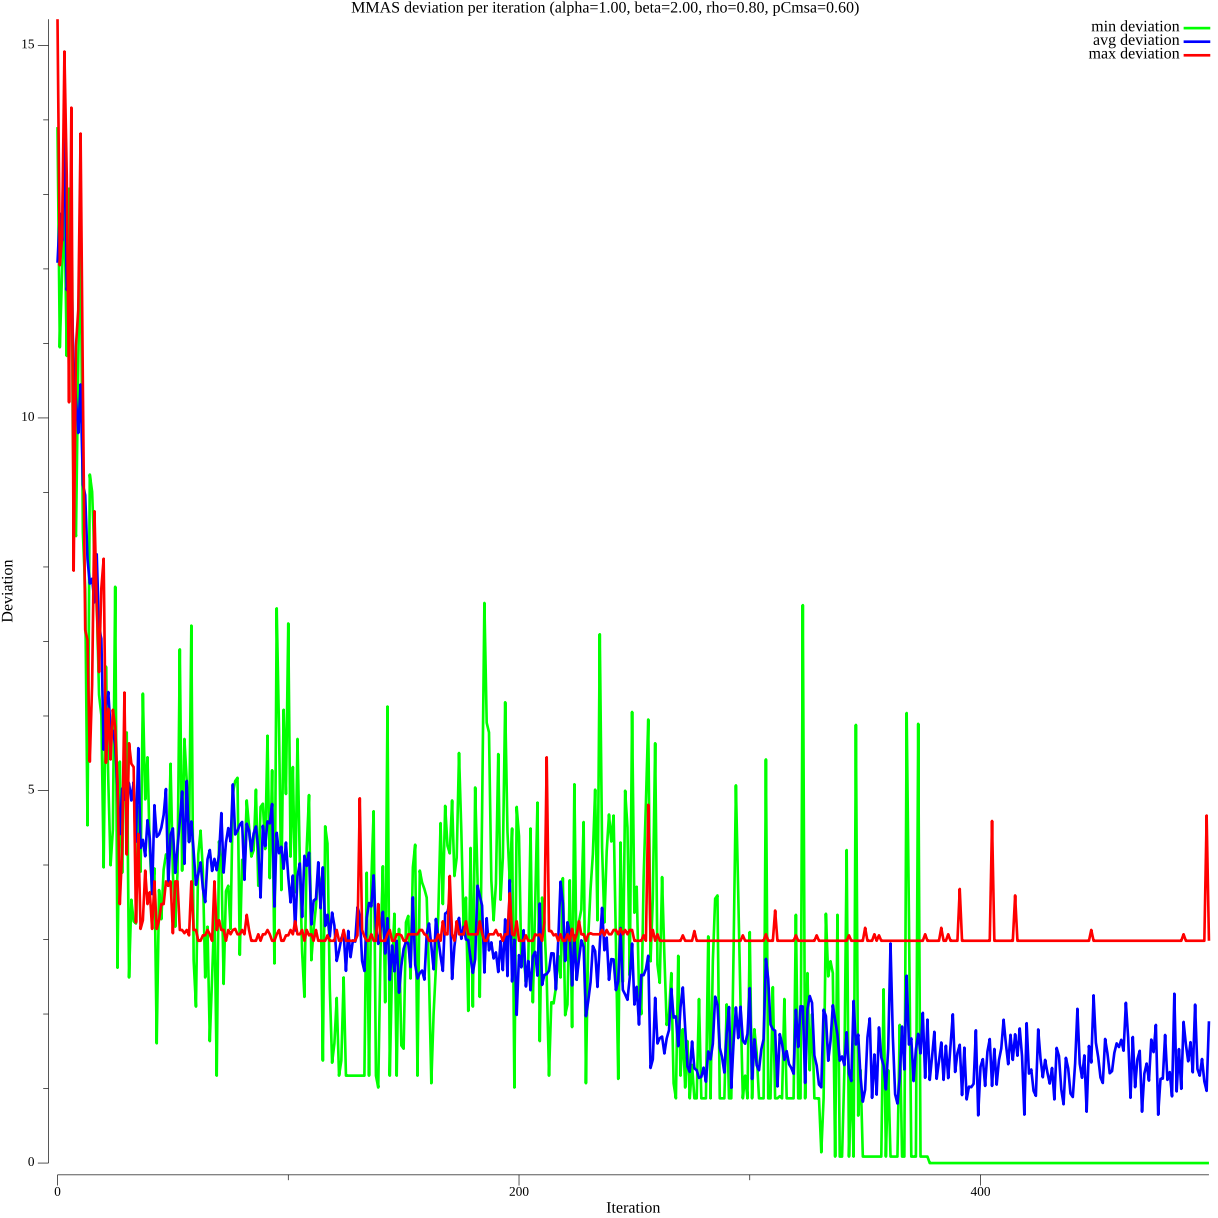 MMAS deviation per iteration (alpha=1.00, beta=2.00, rho=0.80, pCmsa=0.60)
min deviation
avg deviation
max deviation
15
10
5
0
Deviation
0
200
400
Iteration